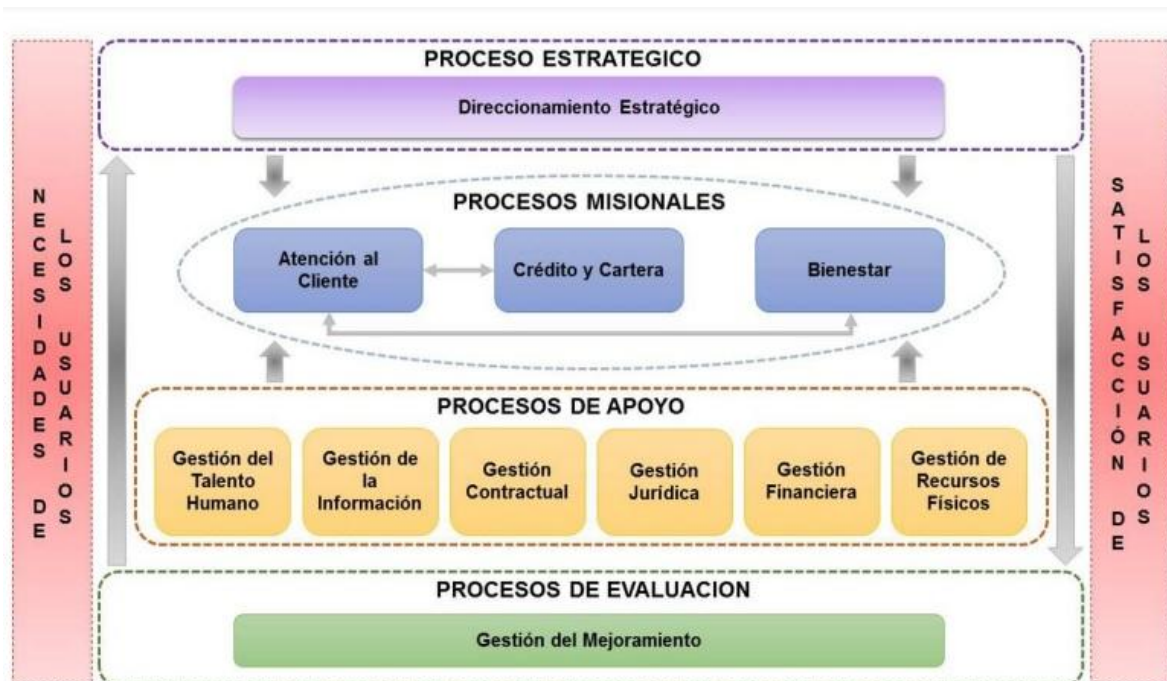 NECESIDADES DE
LOS USUARIOS
PROCESO ESTRATEGICO
Direccionamiento Estratégico
PROCESOS MISIONALES
Atención al
Cliente
Crédito y Cartera
Bienestar
PROCESOS DE APOYO
Gestión del
Talento
Humano
Gestión de
la
Información
Gestión
Contractual
Gestión
Jurídica
Gestión
Financiera
Gestión de
Recursos
Físicos
PROCESOS DE EVALUACION
Gestión del Mejoramiento
SATISFACCIÓN DE
LOS USUARIOS